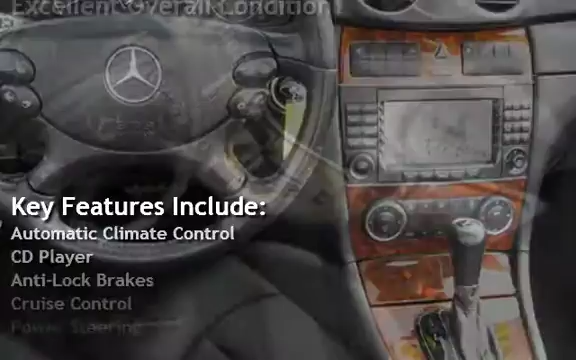 Excellent Overall Condition
Key Features Include:
Automatic Climate Control
CD Player
Anti-Lock Brakes
Cruise Control
Power Steering